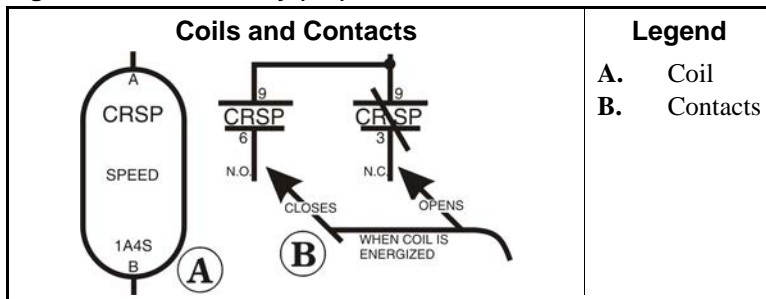 Coils and Contacts
Legend
A. Coil
B. Contacts
A
CRSP
SPEED
1A4S
B
A
9
CRSP
6
N.O.
9
CRSP
3
N.C.
CLOSES
OPENS
B
WHEN COIL IS
ENERGIZED